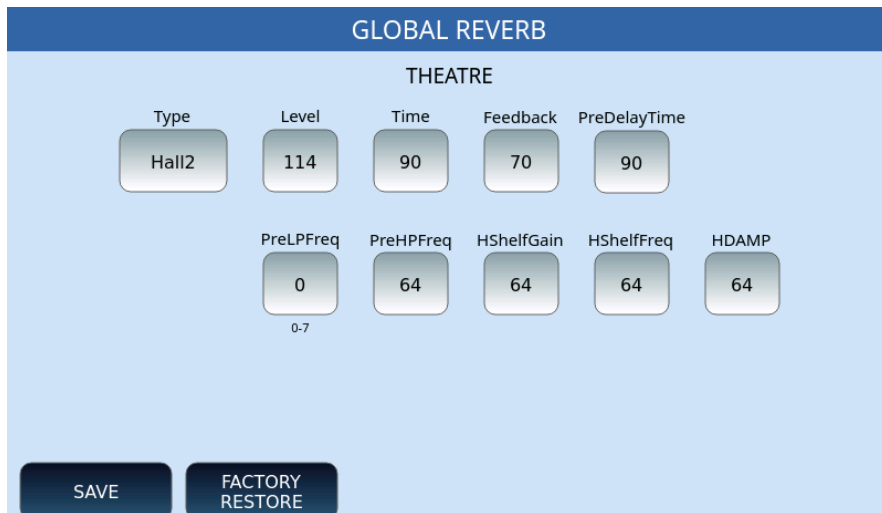 GLOBAL REVERB
THEATRE
Type Level Time Feedback PreDelayTime
Hall2 114 90 70 90
PreLPFreq PreHPFreq HShelfGain HShelfFreq HDAMP
0 64 64 64 64
0-7
SAVE
FACTORY
RESTORE